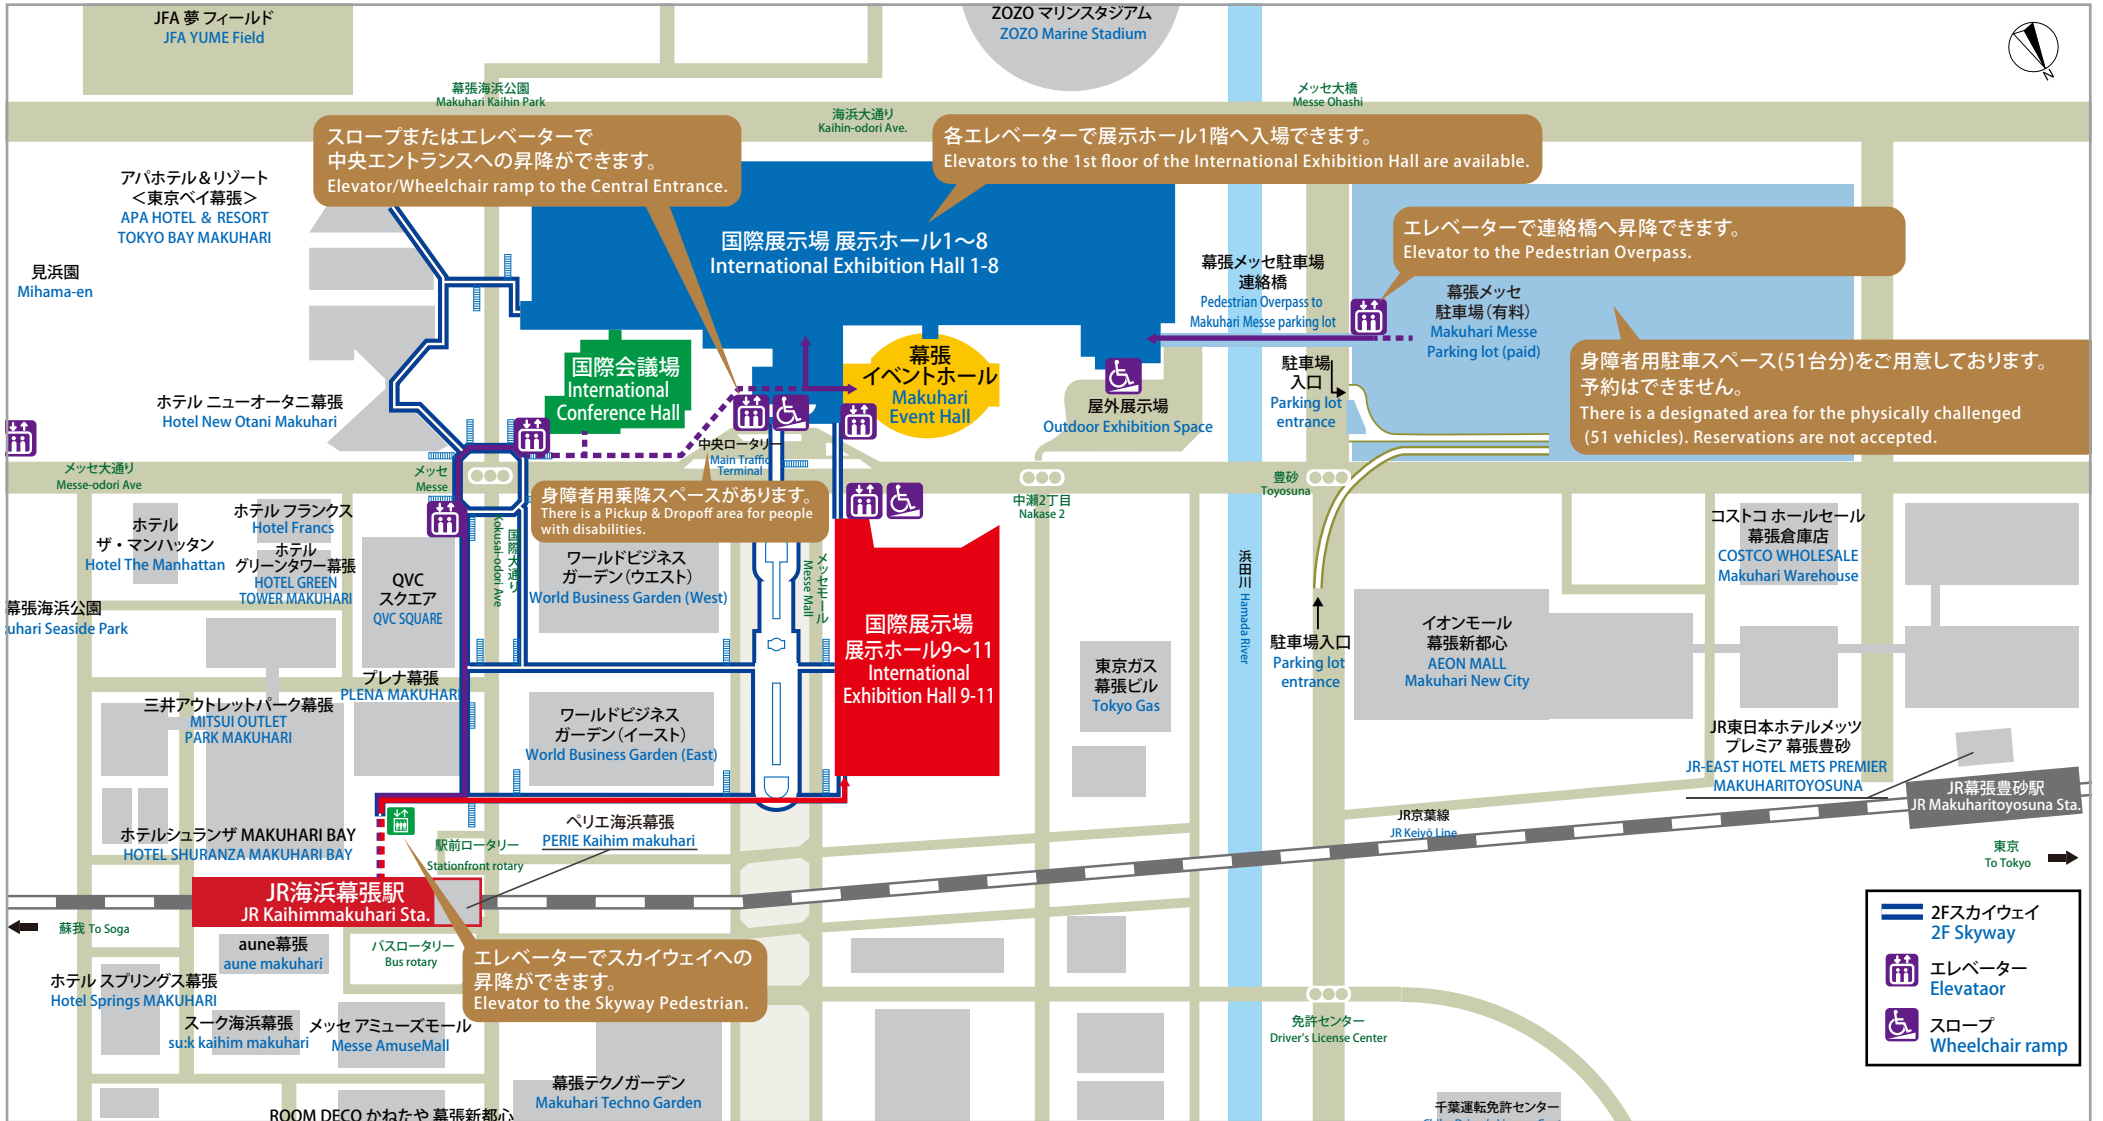 JFA 夢 フィールド
JFA YUME Field
ZOZO マリンスタジアム
ZOZO Marine Stadium
N
幕張海浜公園
Makuhari Kaihin Park
海浜大通り
Kaihin-odori Ave.
メッセ大橋
Messe Ohashi
スロープまたはエレベーターで
中央エントランスへの昇降ができます。
Elevator/Wheelchair ramp to the Central Entrance.
各エレベーターで展示ホール1階へ入場できます。
Elevators to the 1st floor of the International Exhibition Hall are available.
アパホテル＆リゾート
＜東京ベイ幕張＞
APA HOTEL & RESORT
TOKYO BAY MAKUHARI
見浜園
Mihama-en
国際展示場 展示ホール1〜8
International Exhibition Hall 1-8
エレベーターで連絡橋へ昇降できます。
Elevator to the Pedestrian Overpass.
幕張メッセ駐車場
連絡橋
Pedestrian Overpass to
Makuhari Messe parking lot
幕張メッセ
駐車場（有料）
Makuhari Messe
Parking lot (paid)
身障者用駐車スペース(51台分)をご用意しております。
予約はできません。
There is a designated area for the physically challenged
(51 vehicles). Reservations are not accepted.
国際会議場
International
Conference Hall
幕張
イベントホール
Makuhari
Event Hall
駐車場
入口
Parking lot
entrance
屋外展示場
Outdoor Exhibition Space
ホテル ニューオータニ幕張
Hotel New Otani Makuhari
中央ロータリー
Main Traffic
Terminal
メッセ大通り
Messe-odori Ave
メッセ
Messe
中瀬2丁目
Nakase 2
豊砂
Toyosuna
身障者用乗降スペースがあります。
There is a Pickup & Dropoff area for people
with disabilities.
ホテル
ザ・マンハッタン
Hotel The Manhattan
ホテル フランクス
Hotel Francs
ホテル
グリーンタワー幕張
HOTEL GREEN
TOWER MAKUHARI
QVC
スクエア
QVC SQUARE
国際大通り
Kokusai-odori Ave
ワールドビジネス
ガーデン（ウエスト）
World Business Garden (West)
メッセモール
Messe Mall
浜田川 Hamada River
コストコ ホールセール
幕張倉庫店
COSTCO WHOLESALE
Makuhari Warehouse
幕張海浜公園
uhari Seaside Park
国際展示場
展示ホール9〜11
International
Exhibition Hall 9-11
駐車場入口
Parking lot
entrance
イオンモール
幕張新都心
AEON MALL
Makuhari New City
東京ガス
幕張ビル
Tokyo Gas
プレナ幕張
PLENA MAKUHARI
三井アウトレットパーク幕張
MITSUI OUTLET
PARK MAKUHARI
ワールドビジネス
ガーデン（イースト）
World Business Garden (East)
JR東日本ホテルメッツ
プレミア 幕張豊砂
JR-EAST HOTEL METS PREMIER
MAKUHARITOYOSUNA
JR幕張豊砂駅
JR Makuharitoyosuna Sta.
JR京葉線
JR Keiyō Line
東京
To Tokyo
ホテルシュランザ MAKUHARI BAY
HOTEL SHURANZA MAKUHARI BAY
駅前ロータリー
Stationfront rotary
ペリエ海浜幕張
PERIE Kaihim makuhari
JR海浜幕張駅
JR Kaihimmakuhari Sta.
蘇我 To Soga
aune幕張
aune makuhari
バスロータリー
Bus rotary
エレベーターでスカイウェイへの
昇降ができます。
Elevator to the Skyway Pedestrian.
ホテル スプリングス幕張
Hotel Springs MAKUHARI
スーク海浜幕張
su:k kaihim makuhari
メッセ アミューズモール
Messe AmuseMall
免許センター
Driver's License Center
幕張テクノガーデン
Makuhari Techno Garden
ROOM DECO かねたや 幕張新都心
千葉運転免許センター
2Fスカイウェイ
2F Skyway
エレベーター
Elevataor
スロープ
Wheelchair ramp